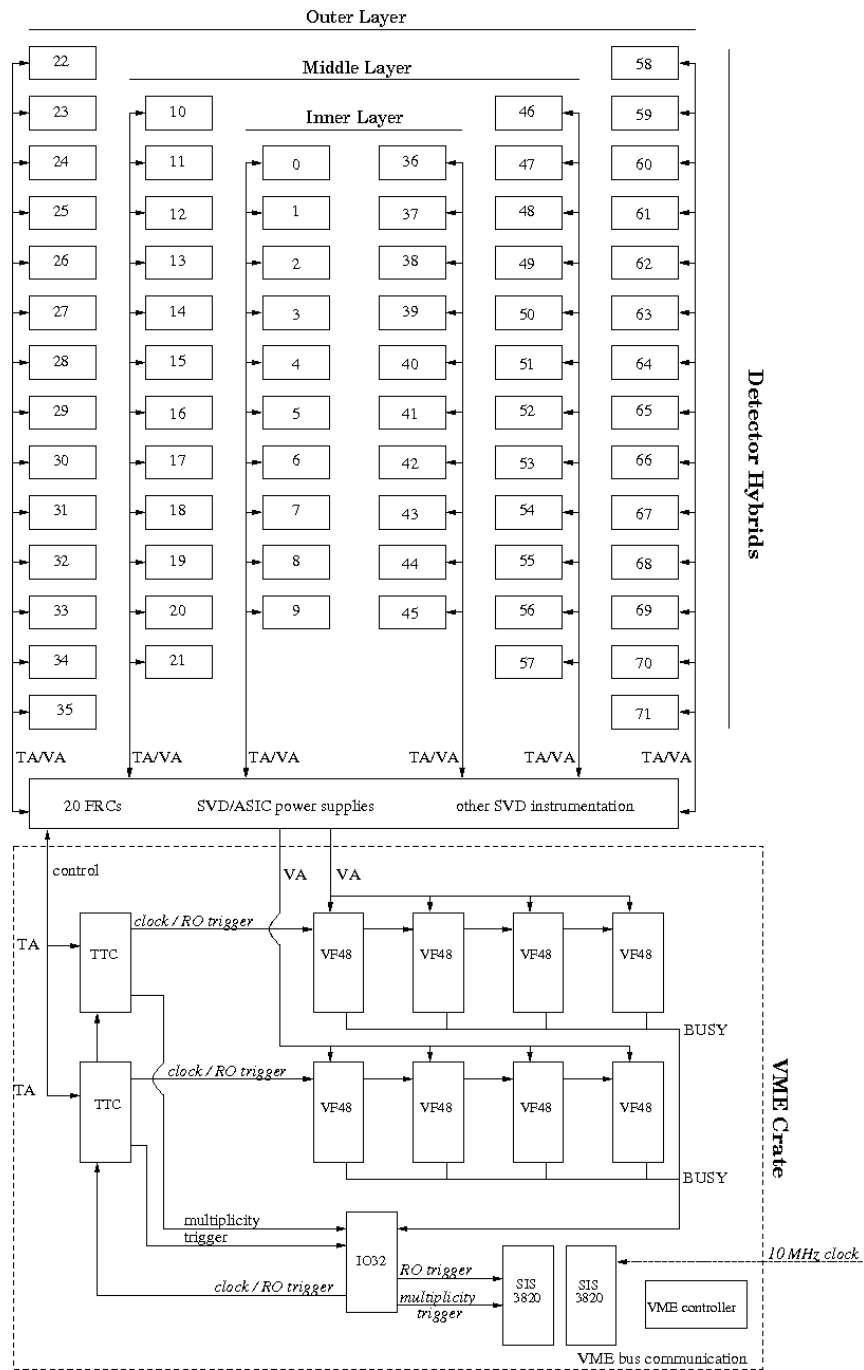 Outer Layer
22
58
Middle Layer
23
10
46
59
Inner Layer
24
11
0
36
47
60
25
12
1
37
48
61
26
13
2
38
49
62
27
14
3
39
50
63
28
15
4
40
51
64
29
16
5
41
52
65
30
17
6
42
53
66
31
18
7
43
54
67
32
19
8
44
55
68
33
20
9
45
56
69
34
21
57
70
35
71
Detector Hybrids
TA/VA
TA/VA
TA/VA
TA/VA
TA/VA
TA/VA
20 FRCs
SVD/ASIC power supplies
other SVD instrumentation
control
VA
VA
TA
TTC
clock / RO trigger
VF48
VF48
VF48
VF48
BUSY
TA
TTC
clock / RO trigger
VF48
VF48
VF48
VF48
BUSY
VME Crate
multiplicity
trigger
IO32
clock / RO trigger
RO trigger
multiplicity
trigger
SIS
3820
SIS
3820
10 MHz clock
VME controller
VME bus communication